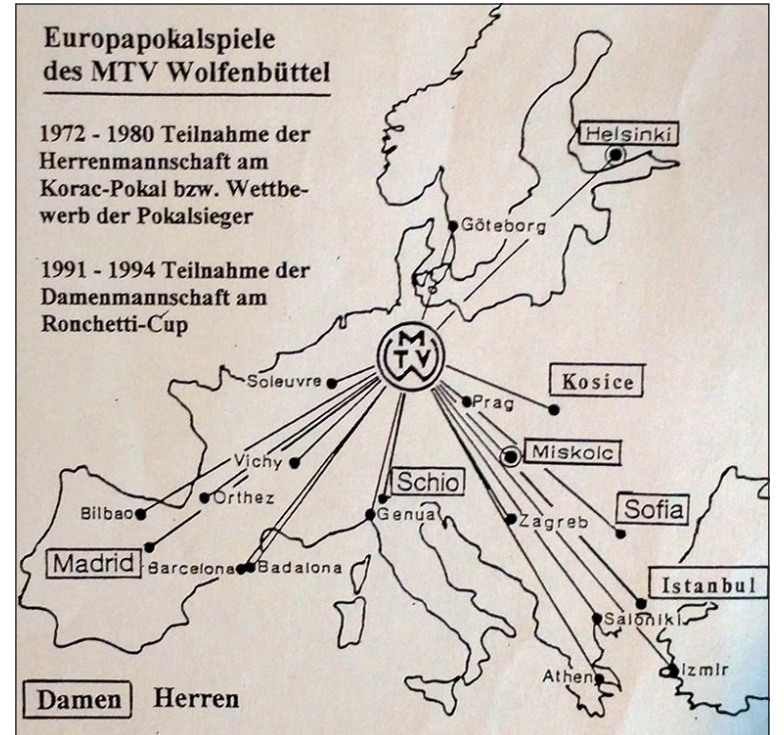 Europapokalspiele
des MTV Wolfenbüttel
1972 - 1980 Teilnahme der
Herrenmannschaft am
Korac-Pokal bzw. Wettbe-
werb der Pokalsieger
1991 - 1994 Teilnahme der
Damenmannschaft am
Ronchetti-Cup
Helsinki
Göteborg
M
TV
W
Soleuvre
Kosice
Prag
Vichy
Miskolc
Schio
Orthez
Bilbao
Genua
Zagreb
Sofia
Madrid
Barcelona
Badalona
Istanbul
Saloniki
Athen
Izmir
Damen Herren